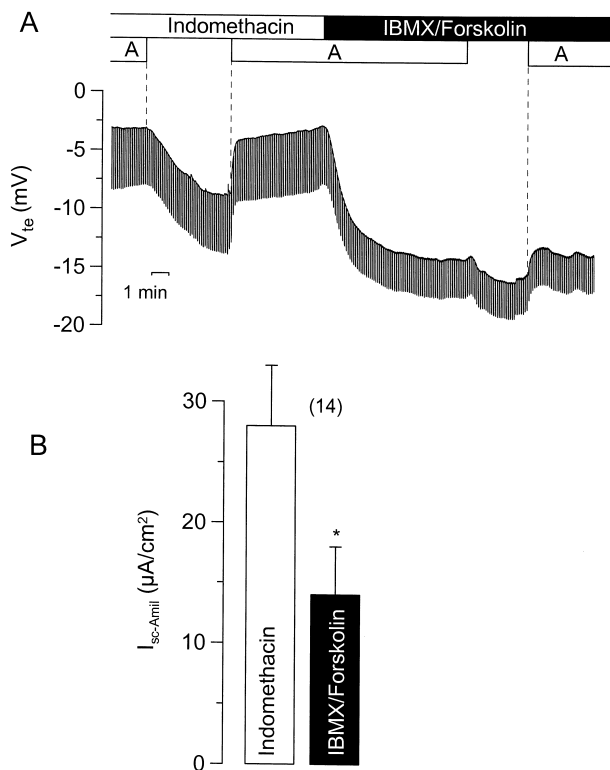 A
Indomethacin IBMX/Forskolin
A A A
0
-5
-10
-15
-20
Vte (mV)
1 min
B
30
20
10
0
Isc-Amil (µA/cm²)
(14)
*
Indomethacin
IBMX/Forskolin